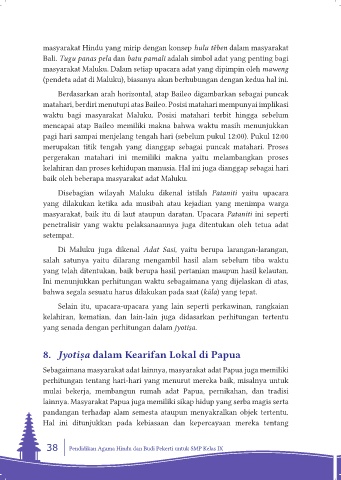 masyarakat Hindu yang mirip dengan konsep hulu tében dalam masyarakat
Bali. Tugu panas pela dan batu pamali adalah simbol adat yang penting bagi
masyarakat Maluku. Dalam setiap upacara adat yang dipimpin oleh maweng
(pendeta adat di Maluku), biasanya akan berhubungan dengan kedua hal ini.
Berdasarkan arah horizontal, atap Baileo digambarkan sebagai puncak
matahari, berdiri menutupi atas Baileo. Posisi matahari mempunyai implikasi
waktu bagi masyarakat Maluku. Posisi matahari terbit hingga sebelum
mencapai atap Baileo memiliki makna bahwa waktu masih menunjukkan
pagi hari sampai menjelang tengah hari (sebelum pukul 12:00). Pukul 12:00
merupakan titik tengah yang dianggap sebagai puncak matahari. Proses
pergerakan matahari ini memiliki makna yaitu melambangkan proses
kelahiran dan proses kehidupan manusia. Hal ini juga dianggap sebagai hari
baik oleh beberapa masyarakat adat Maluku.
Disebagian wilayah Maluku dikenal istilah Pataniti yaitu upacara
yang dilakukan ketika ada musibah atau kejadian yang menimpa warga
masyarakat, baik itu di laut ataupun daratan. Upacara Pataniti ini seperti
penetralisir yang waktu pelaksanaannya juga ditentukan oleh tetua adat
setempat.
Di Maluku juga dikenal Adat Sasi, yaitu berupa larangan-larangan,
salah satunya yaitu dilarang mengambil hasil alam sebelum tiba waktu
yang telah ditentukan, baik berupa hasil pertanian maupun hasil kelautan.
Ini menunjukkan perhitungan waktu sebagaimana yang dijelaskan di atas,
bahwa segala sesuatu harus dilakukan pada saat (kāla) yang tepat.
Selain itu, upacara-upacara yang lain seperti perkawinan, rangkaian
kelahiran, kematian, dan lain-lain juga didasarkan perhitungan tertentu
yang senada dengan perhitungan dalam Jyotiṣa.
8. Jyotiṣa dalam Kearifan Lokal di Papua
Sebagaimana masyarakat adat lainnya, masyarakat adat Papua juga memiliki
perhitungan tentang hari-hari yang menurut mereka baik, misalnya untuk
mulai bekerja, membangun rumah adat Papua, pernikahan, dan tradisi
lainnya. Masyarakat Papua juga memiliki sikap hidup yang serba magis serta
pandangan terhadap alam semesta ataupun menyakralkan objek tertentu.
Hal ini ditunjukkan pada kebiasaan dan kepercayaan mereka tentang
38 Pendidikan Agama Hindu dan Budi Pekerti untuk SMP Kelas IX